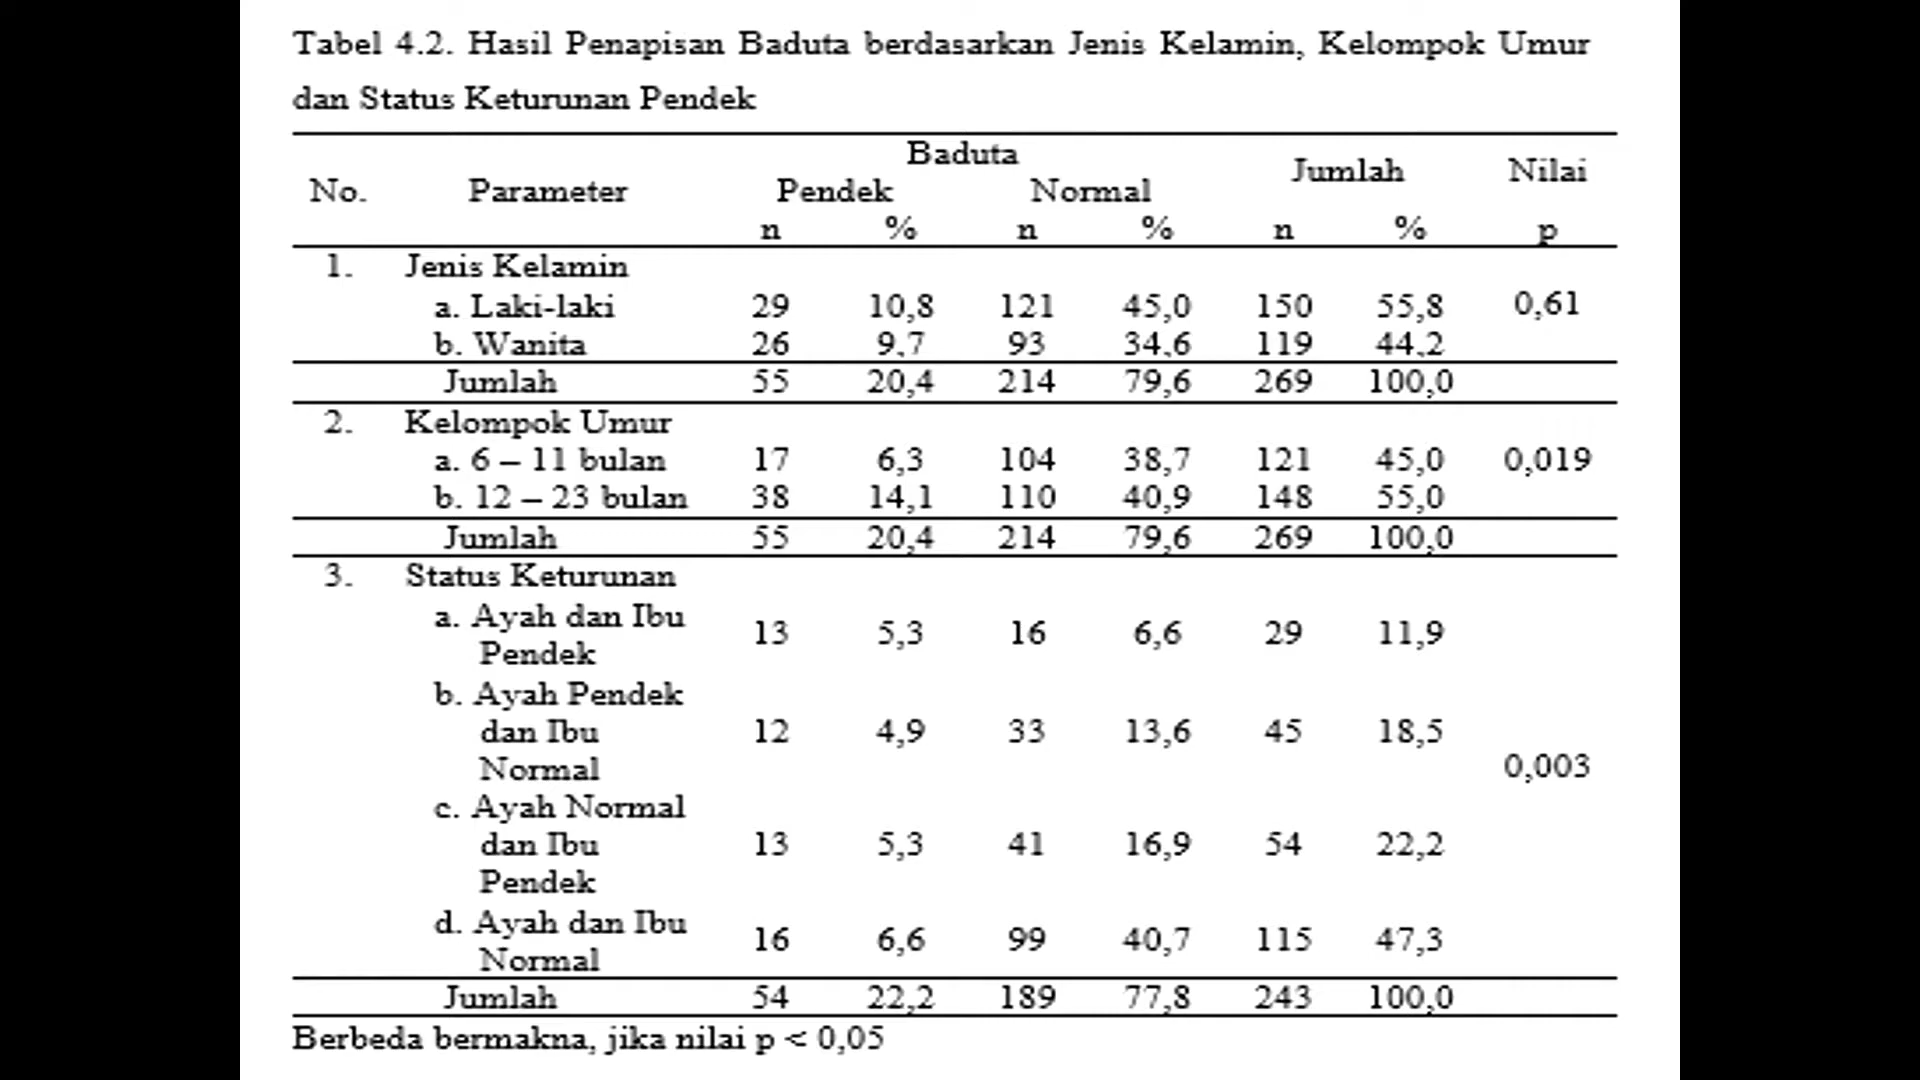 Tabel 4.2. Hasil Penapisan Baduta berdasarkan Jenis Kelamin, Kelompok Umur
dan Status Keturunan Pendek
Baduta
No. Parameter Pendek Normal Jumlah Nilai
n % n % n % p
1. Jenis Kelamin
a. Laki-laki 29 10,8 121 45,0 150 55,8 0,61
b. Wanita 26 9,7 93 34,6 119 44,2
Jumlah 55 20,4 214 79,6 269 100,0
2. Kelompok Umur
a. 6 – 11 bulan 17 6,3 104 38,7 121 45,0 0,019
b. 12 – 23 bulan 38 14,1 110 40,9 148 55,0
Jumlah 55 20,4 214 79,6 269 100,0
3. Status Keturunan
a. Ayah dan Ibu
Pendek 13 5,3 16 6,6 29 11,9
b. Ayah Pendek
dan Ibu 12 4,9 33 13,6 45 18,5
Normal 0,003
c. Ayah Normal
dan Ibu 13 5,3 41 16,9 54 22,2
Pendek
d. Ayah dan Ibu
Normal 16 6,6 99 40,7 115 47,3
Jumlah 54 22,2 189 77,8 243 100,0
Berbeda bermakna, jika nilai p < 0,05